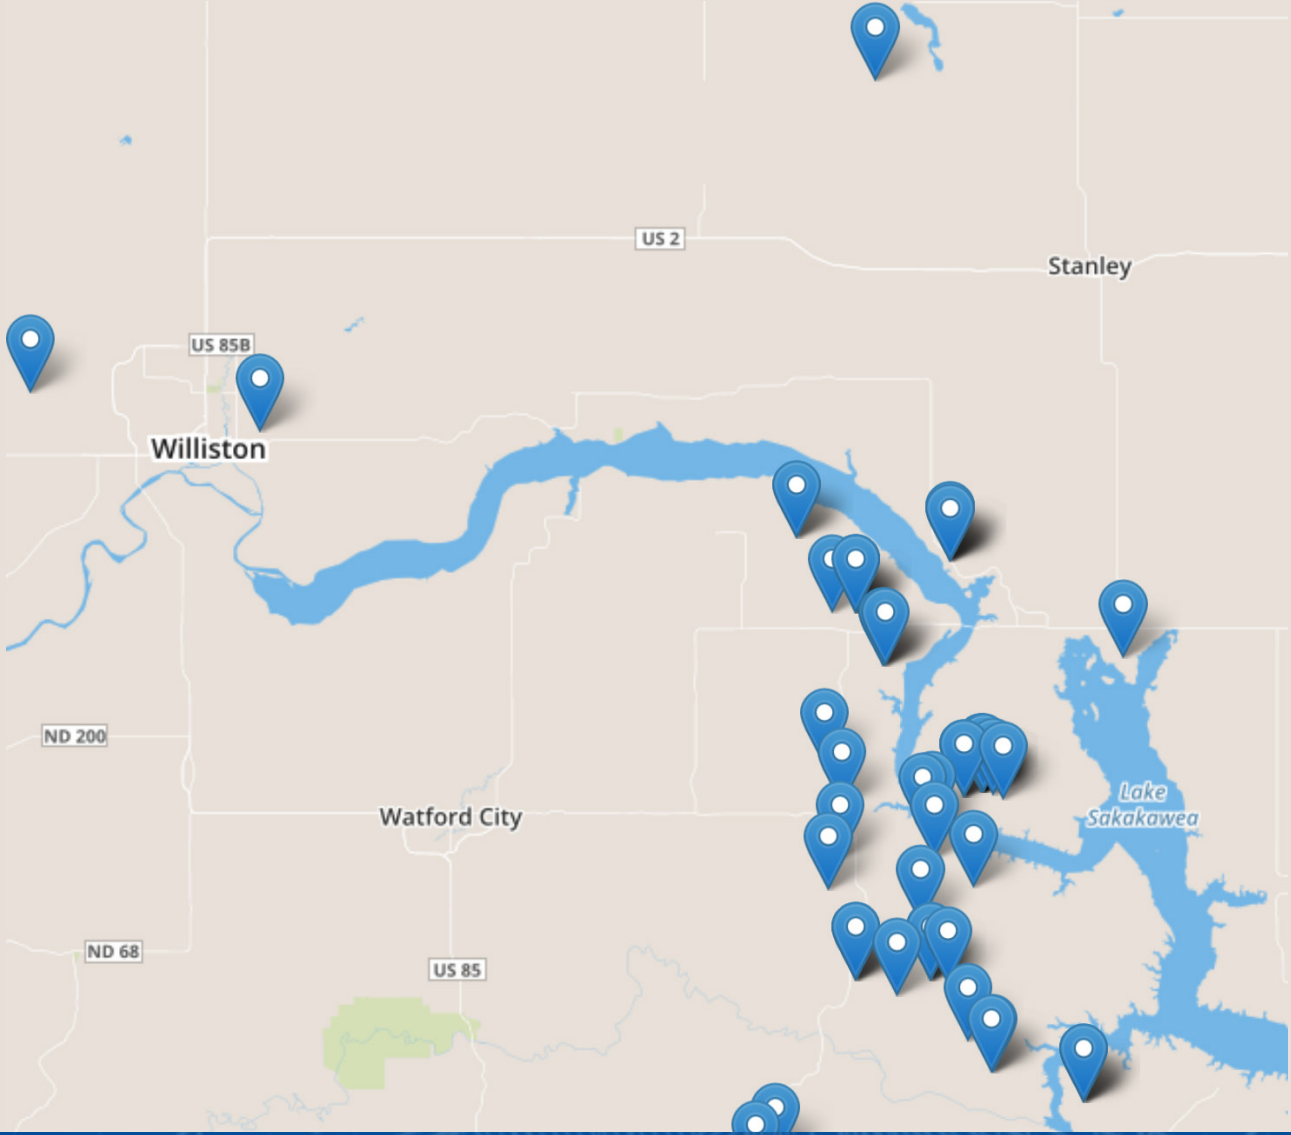 US 2
Stanley
US 85B
Williston
ND 200
Lake
Sakakawea
Watford City
ND 68
US 85